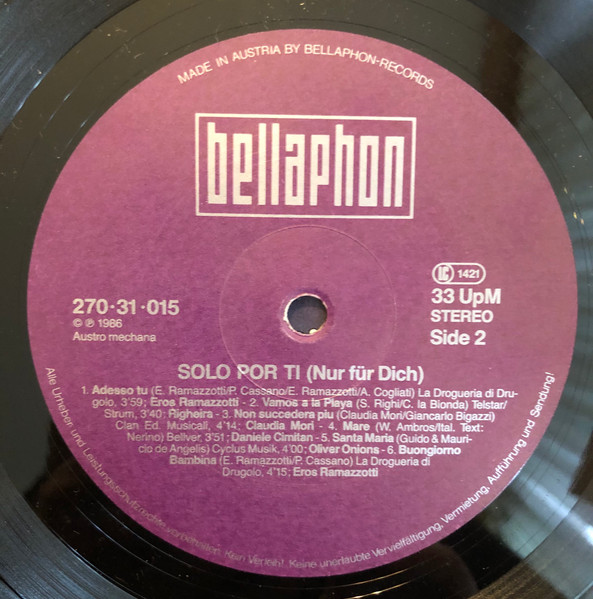 MADE IN AUSTRIA BY BELLAPHON-RECORDS
bellaphon
LC 1421
270·31·015
33 UpM
© ℗ 1986
STEREO
Austro mechana
Side 2
SOLO POR TI (Nur für Dich)
1. Adesso tu (E. Ramazzotti/P. Cassano/E. Ramazzotti/A. Cogliati) La Drogueria di Dru-
golo, 3'59; Eros Ramazzotti - 2. Vamos a la Playa (S. Righi/C. la Bionda) Telstar/
Strum, 3'40; Righeira - 3. Non succedera piu (Claudia Mori/Giancarlo Bigazzi)
Clan Ed. Musicali, 4'14; Claudia Mori - 4. Mare (W. Ambros/Ital. Text:
Nerino) Bellver, 3'51; Daniele Cimitan - 5. Santa Maria (Guido & Mauri-
cio de Angelis) Cyclus Musik, 4'00; Oliver Onions - 6. Buongiorno
Bambina (E. Ramazzotti/P. Cassano) La Drogueria di
Drugolo, 4'15; Eros Ramazzotti
Alle Urheber- und Leistungsschutzrechte vorbehalten. Kein Verleih! Keine unerlaubte Vervielfältigung, Vermietung, Aufführung und Sendung!